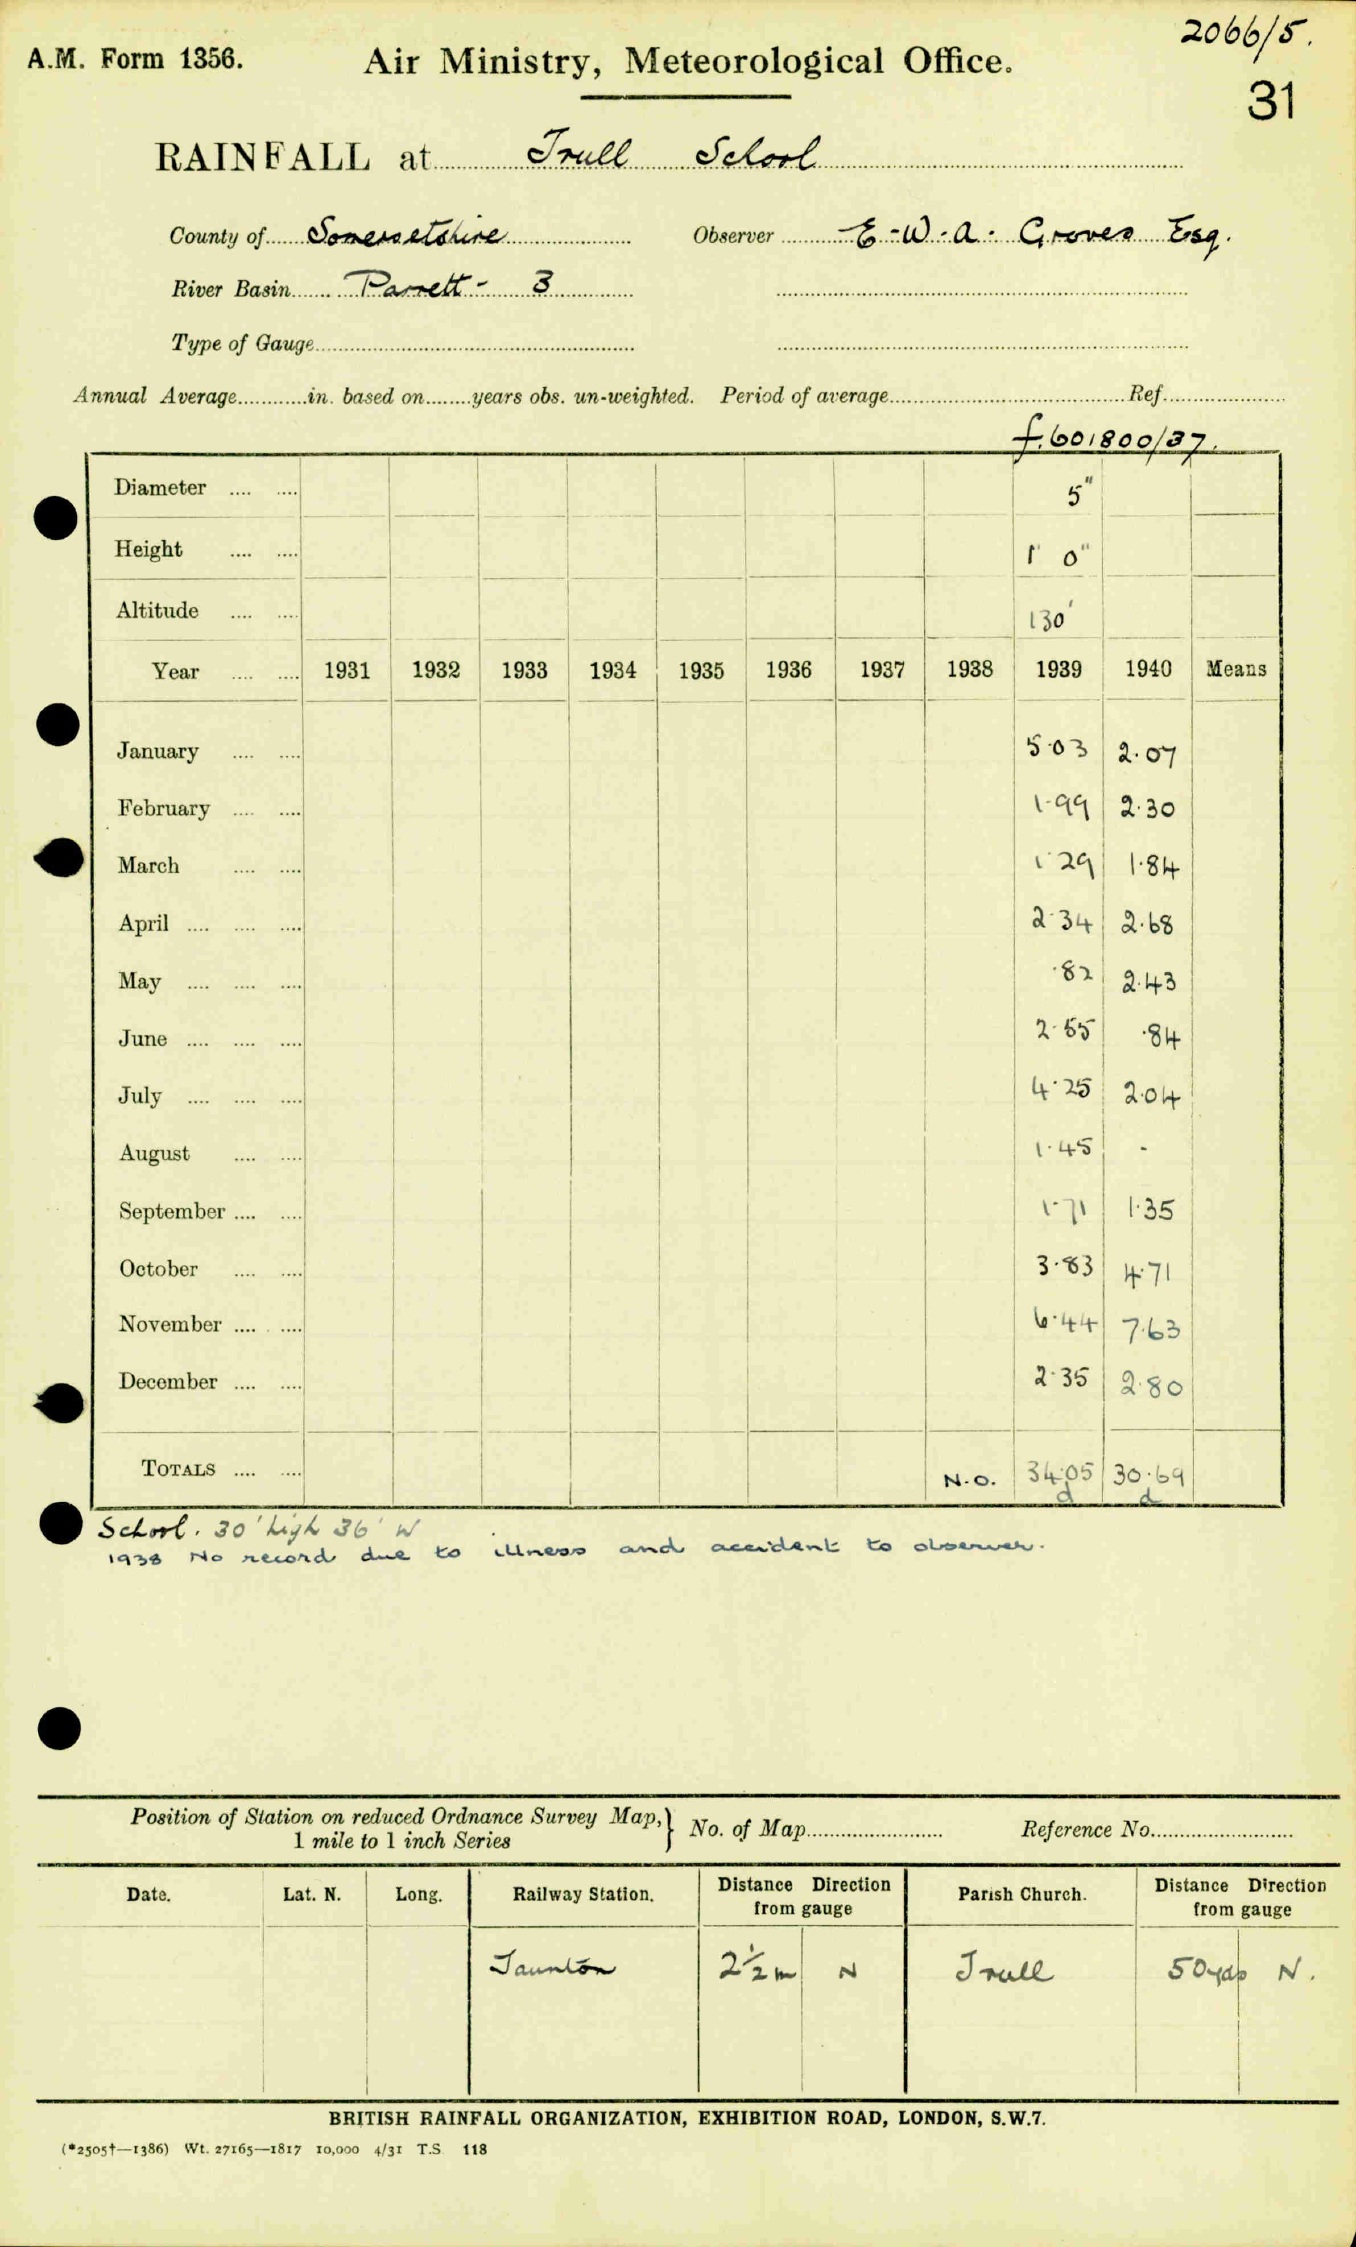 2066/5.
A.M. Form 1356. Air Ministry, Meteorological Office.
31
RAINFALL at Trull School
County of Somersetshire Observer E-W-A. Groves Esq.
River Basin Parrett - 3
Type of Gauge
Annual Average in. based on years obs. un-weighted. Period of average Ref.
f.601800/37.
Diameter 5"
Height 1' 0"
Altitude 130'
Year 1931 1932 1933 1934 1935 1936 1937 1938 1939 1940 Means
January 5.03 2.07
February 1.99 2.30
March 1.29 1.84
April 2.34 2.68
May .82 2.43
June 2.55 .84
July 4.25 2.04
August 1.45 -
September 1.71 1.35
October 3.83 4.71
November 6.44 7.63
December 2.35 2.80
TOTALS N.O. 34.05 30.69
d d
School. 30' high 36' W
1938 No record due to illness and accident to observer.
Position of Station on reduced Ordnance Survey Map, } No. of Map Reference No.
1 mile to 1 inch Series
Date. Lat. N. Long. Railway Station. Distance Direction from gauge Parish Church. Distance Direction from gauge
Taunton 2½m N Trull 50yds N.
BRITISH RAINFALL ORGANIZATION, EXHIBITION ROAD, LONDON, S.W.7.
(*2505†—1386) Wt. 27165—1817 10,000 4/31 T.S. 118